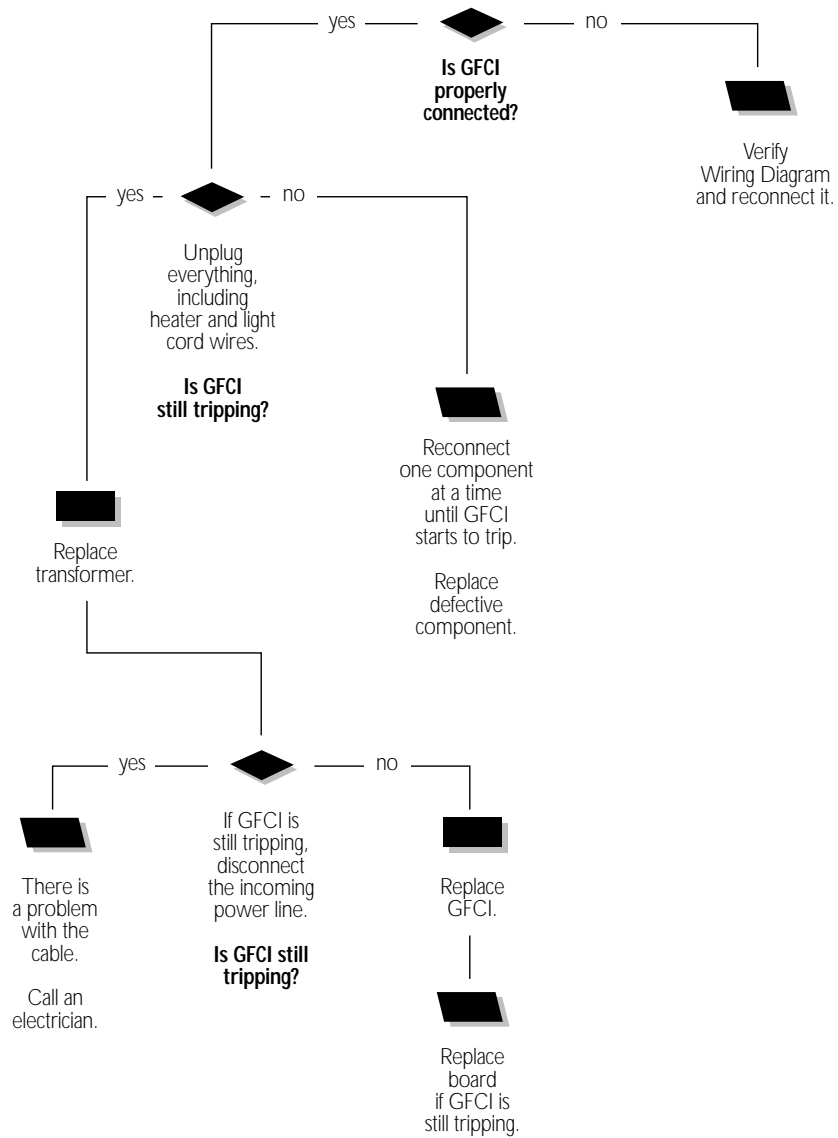 yes
no
Is GFCI
properly
connected?
Verify
Wiring Diagram
and reconnect it.
yes
no
Unplug
everything,
including
heater and light
cord wires.
Is GFCI
still tripping?
Reconnect
one component
at a time
until GFCI
starts to trip.
Replace
defective
component.
Replace
transformer.
yes
no
If GFCI is
still tripping,
disconnect
the incoming
power line.
Is GFCI still
tripping?
There is
a problem
with the
cable.
Call an
electrician.
Replace
GFCI.
Replace
board
if GFCI is
still tripping.